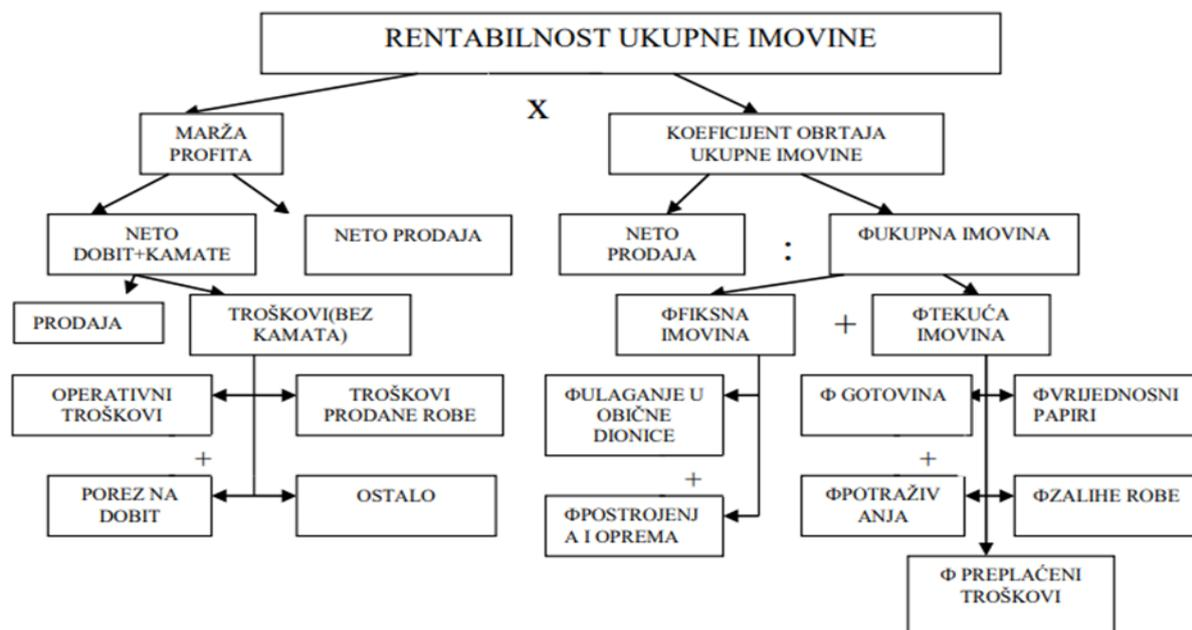 RENTABILNOST UKUPNE IMOVINE
X
MARŽA
PROFITA
KOEFICIJENT OBRTAJA
UKUPNE IMOVINE
NETO
DOBIT+KAMATE
NETO PRODAJA
NETO
PRODAJA
:
ΦUKUPNA IMOVINA
PRODAJA
TROŠKOVI(BEZ
KAMATA)
ΦFIKSNA
IMOVINA
+
ΦTEKUĆA
IMOVINA
OPERATIVNI
TROŠKOVI
TROŠKOVI
PRODANE ROBE
ΦULAGANJE U
OBIČNE
DIONICE
Φ GOTOVINA
ΦVRIJEDNOSNI
PAPIRI
+
+
+
POREZ NA
DOBIT
OSTALO
ΦPOSTROJENJ
A I OPREMA
ΦPOTRAŽIV
ANJA
ΦZALIHE ROBE
Φ PREPLAĆENI
TROŠKOVI